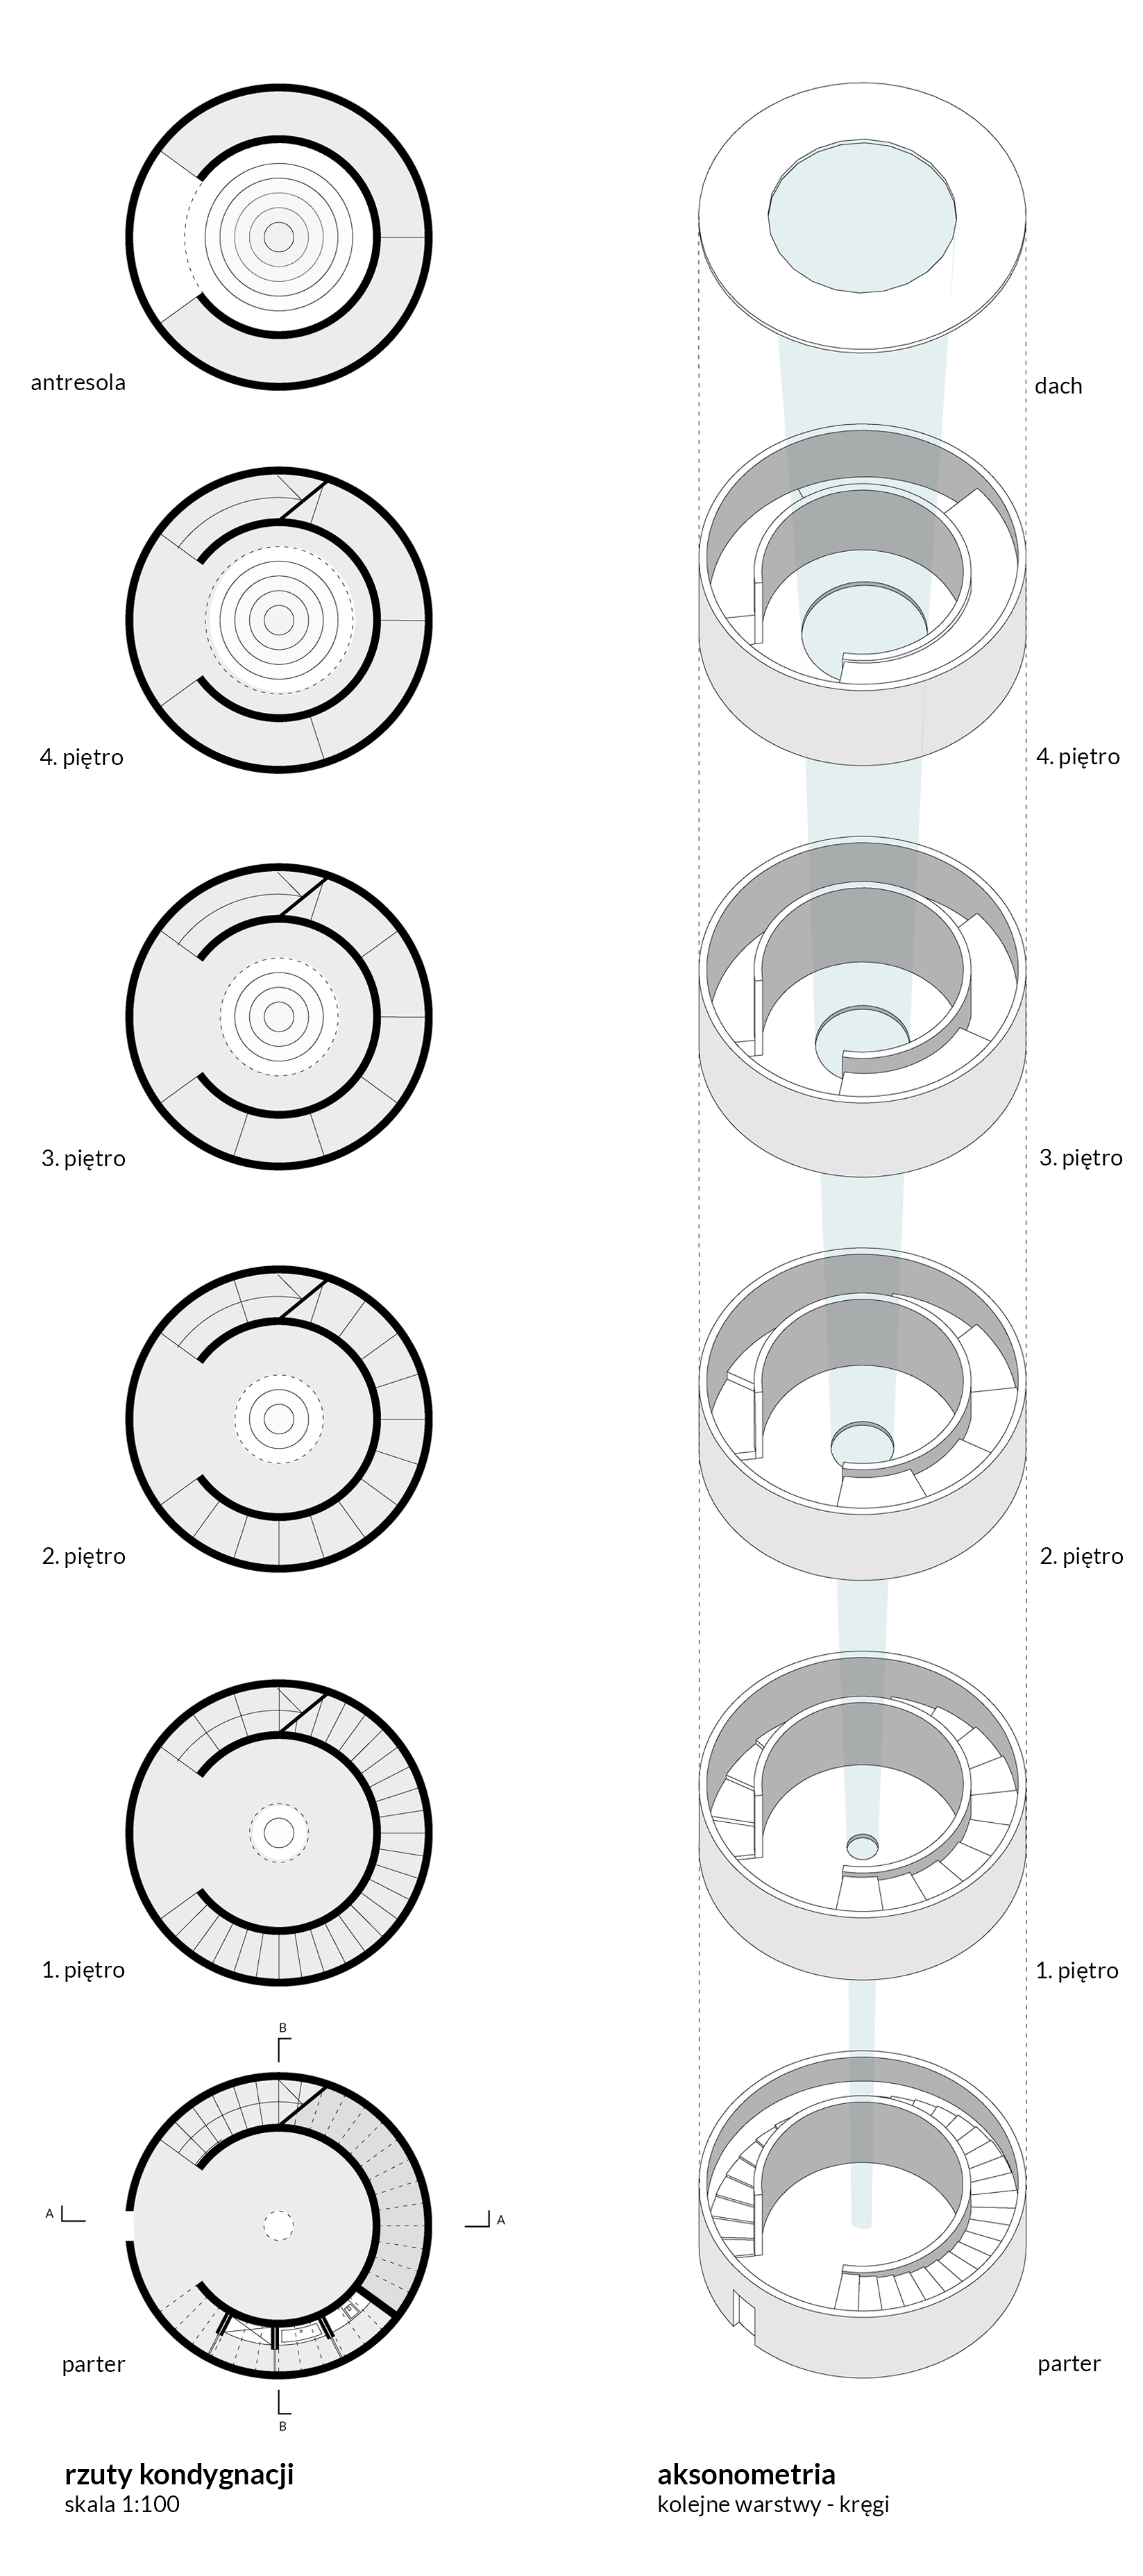 antresola
dach
4. piętro
4. piętro
3. piętro
3. piętro
2. piętro
2. piętro
1. piętro
1. piętro
B
A
A
parter
parter
B
rzuty kondygnacji
skala 1:100
aksonometria
kolejne warstwy - kręgi